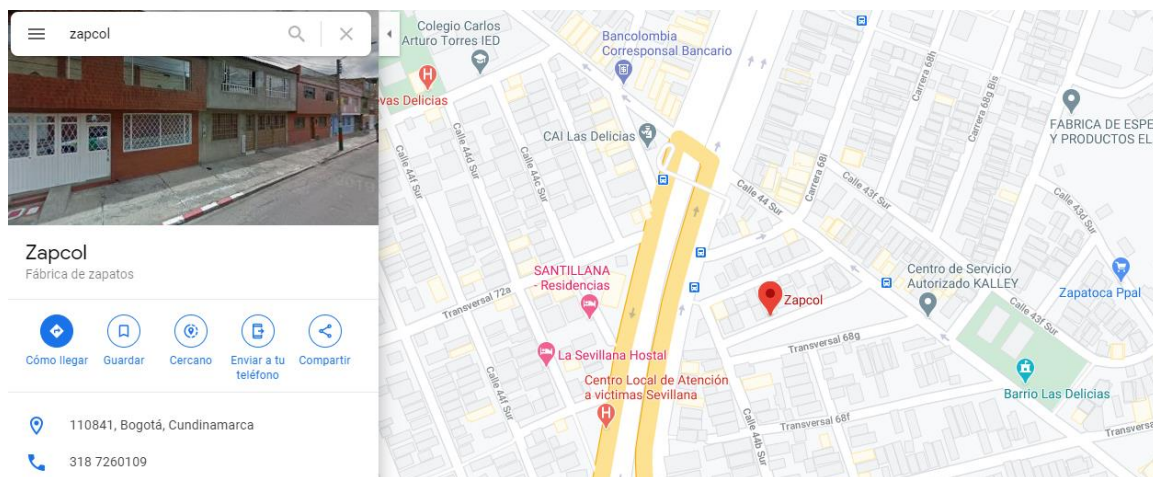 zapcol
Zapcol
Fábrica de zapatos
Cómo llegar
Guardar
Cercano
Enviar a tu
teléfono
Compartir
110841, Bogotá, Cundinamarca
318 7260109
Colegio Carlos
Arturo Torres IED
Bancolombia
Corresponsal Bancario
evas Delicias
CAI Las Delicias
Calle 44f Sur
Calle 44d Sur
Calle 44c Sur
Calle 44 Sur
Carrera 68i
Carrera 68h
Carrera 68g Bis
FABRICA DE ESPE
Y PRODUCTOS EL
Calle 43f Sur
Calle 43d Sur
SANTILLANA
- Residencias
Transversal 72a
Zapcol
Centro de Servicio
Autorizado KALLEY
Zapatoca Ppal
Calle 43f Sur
Transversal 68g
La Sevillana Hostal
Centro Local de Atención
a víctimas Sevillana
Barrio Las Delicias
Calle 44f Sur
Calle 44d Sur
Transversal 68f
Calle 44b Sur
Transvers